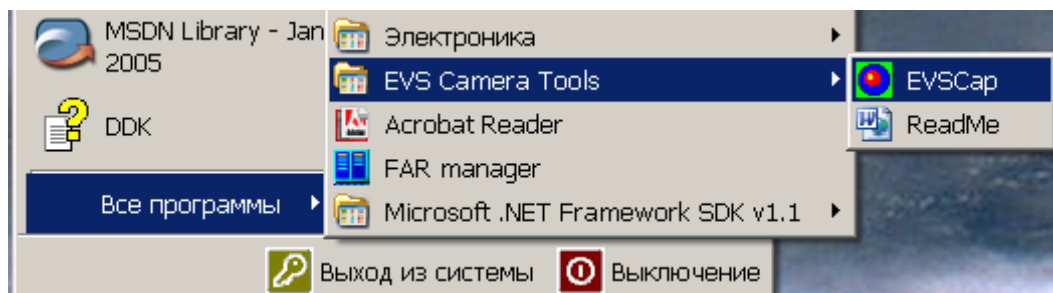 MSDN Library - Jan
2005
DDK
Все программы
Электроника
EVS Camera Tools
Acrobat Reader
FAR manager
Microsoft .NET Framework SDK v1.1
EVSCap
ReadMe
Выход из системы
Выключение